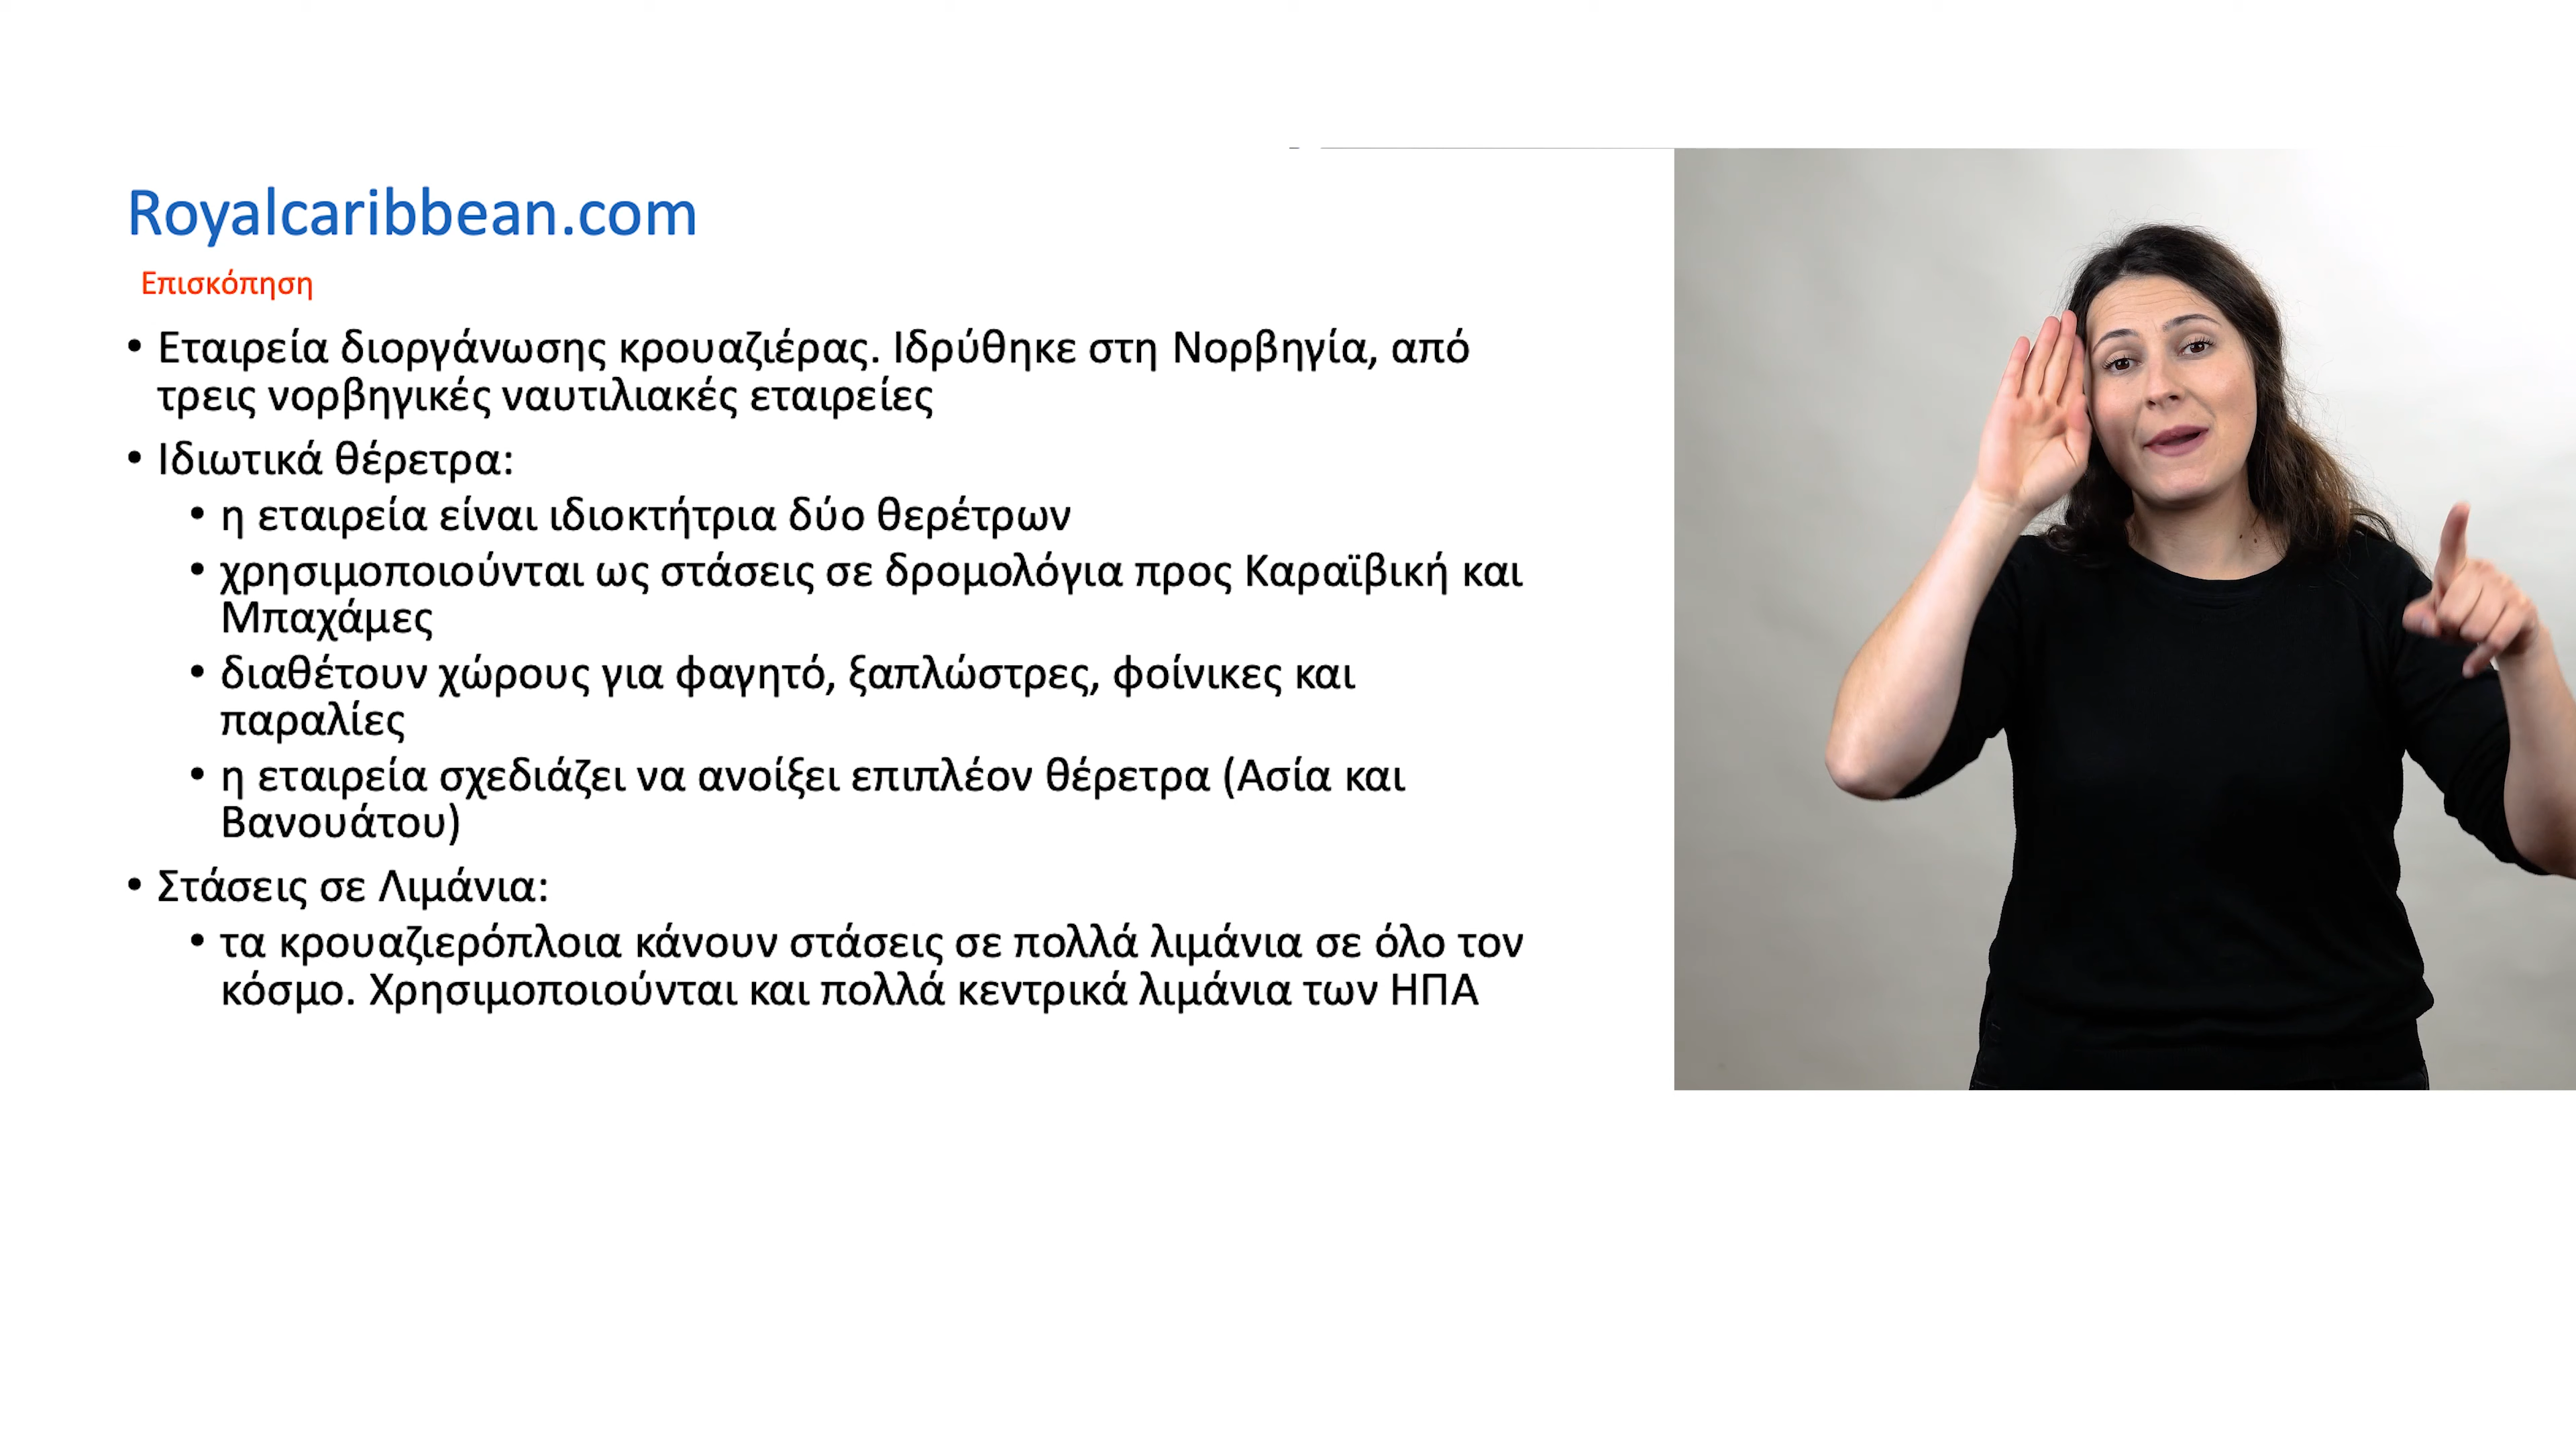 Royalcaribbean.com
Επισκόπηση
• Εταιρεία διοργάνωσης κρουαζιέρας. Ιδρύθηκε στη Νορβηγία, από
τρεις νορβηγικές ναυτιλιακές εταιρείες
• Ιδιωτικά θέρετρα:
• η εταιρεία είναι ιδιοκτήτρια δύο θερέτρων
• χρησιμοποιούνται ως στάσεις σε δρομολόγια προς Καραϊβική και
Μπαχάμες
• διαθέτουν χώρους για φαγητό, ξαπλώστρες, φοίνικες και
παραλίες
• η εταιρεία σχεδιάζει να ανοίξει επιπλέον θέρετρα (Ασία και
Βανουάτου)
• Στάσεις σε Λιμάνια:
• τα κρουαζιερόπλοια κάνουν στάσεις σε πολλά λιμάνια σε όλο τον
κόσμο. Χρησιμοποιούνται και πολλά κεντρικά λιμάνια των ΗΠΑ